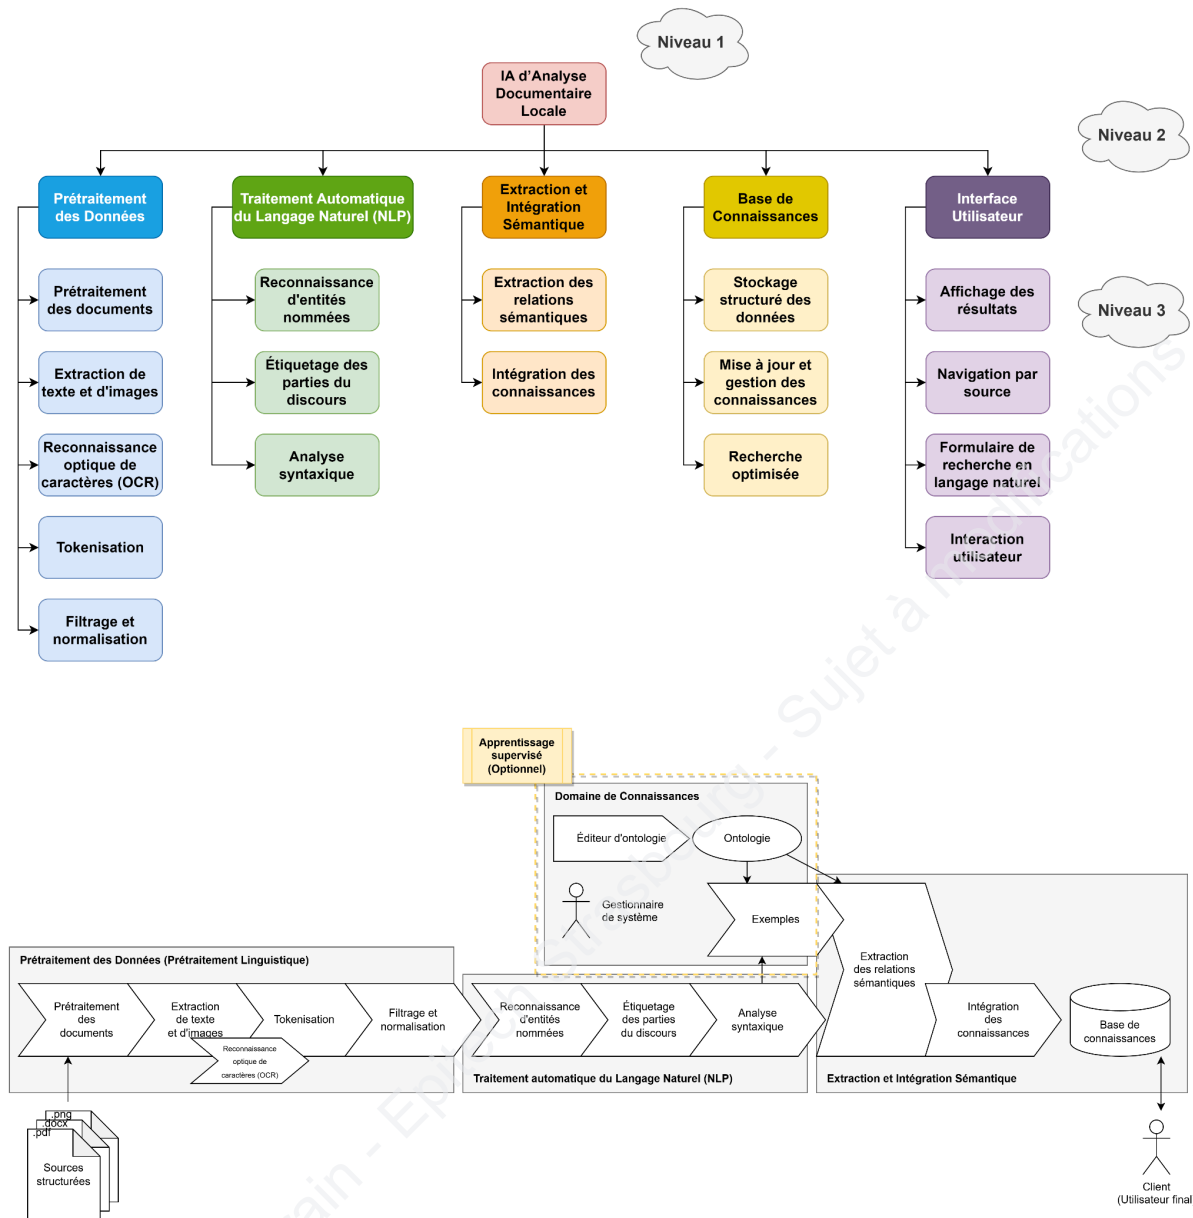 Niveau 1
IA d'Analyse
Documentaire
Locale
Niveau 2
Prétraitement
des Données
Traitement Automatique
du Langage Naturel (NLP)
Extraction et
Intégration
Sémantique
Base de
Connaissances
Interface
Utilisateur
Niveau 3
Prétraitement
des documents
Reconnaissance
d'entités
nommées
Extraction des
relations
sémantiques
Stockage
structuré des
données
Affichage des
résultats
Extraction de
texte et d'images
Étiquetage des
parties du
discours
Intégration des
connaissances
Mise à jour et
gestion des
connaissances
Navigation par
source
Reconnaissance
optique de
caractères (OCR)
Analyse
syntaxique
Recherche
optimisée
Formulaire de
recherche en
langage naturel
Tokenisation
Interaction
utilisateur
Filtrage et
normalisation
Apprentissage
supervisé
(Optionnel)
Domaine de Connaissances
Éditeur d'ontologie
Ontologie
Gestionnaire
de système
Exemples
Prétraitement des Données (Prétraitement Linguistique)
Prétraitement
des
documents
Extraction
de texte
et d'images
Tokenisation
Filtrage et
normalisation
Reconnaissance
optique de
caractères (OCR)
Reconnaissance
d'entités
nommées
Étiquetage
des parties
du discours
Analyse
syntaxique
Traitement automatique du Langage Naturel (NLP)
Extraction
des relations
sémantiques
Intégration
des
connaissances
Base de
connaissances
Extraction et Intégration Sémantique
.png
.docx
.pdf
Sources
structurées
Client
(Utilisateur final
rain - Epitech Strasbourg - Sujet à modifications